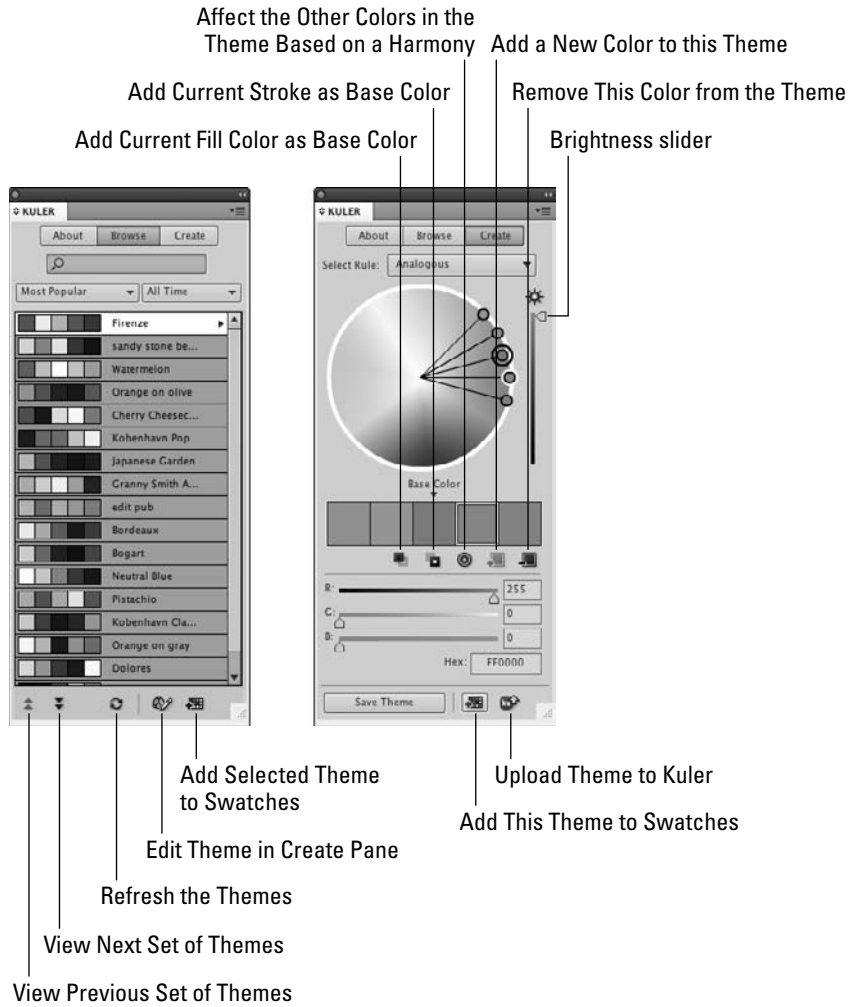 Affect the Other Colors in the
Theme Based on a Harmony
Add a New Color to this Theme
Add Current Stroke as Base Color
Remove This Color from the Theme
Add Current Fill Color as Base Color
Brightness slider
KULER
About Browse Create
Most Popular All Time
Firenze
sandy stone be...
Watermelon
Orange on olive
Cherry Cheesec...
Kobenhavn Pop
Japanese Garden
Granny Smith A...
edit pub
Bordeaux
Bogart
Neutral Blue
Pistachio
Kubenhavn Cla...
Orange on gray
Dolores
KULER
About Browse Create
Select Rule: Analogous
Base Color
R: 255
G: 0
B: 0
Hex: FF0000
Save Theme
Add Selected Theme
to Swatches
Upload Theme to Kuler
Add This Theme to Swatches
Edit Theme in Create Pane
Refresh the Themes
View Next Set of Themes
View Previous Set of Themes